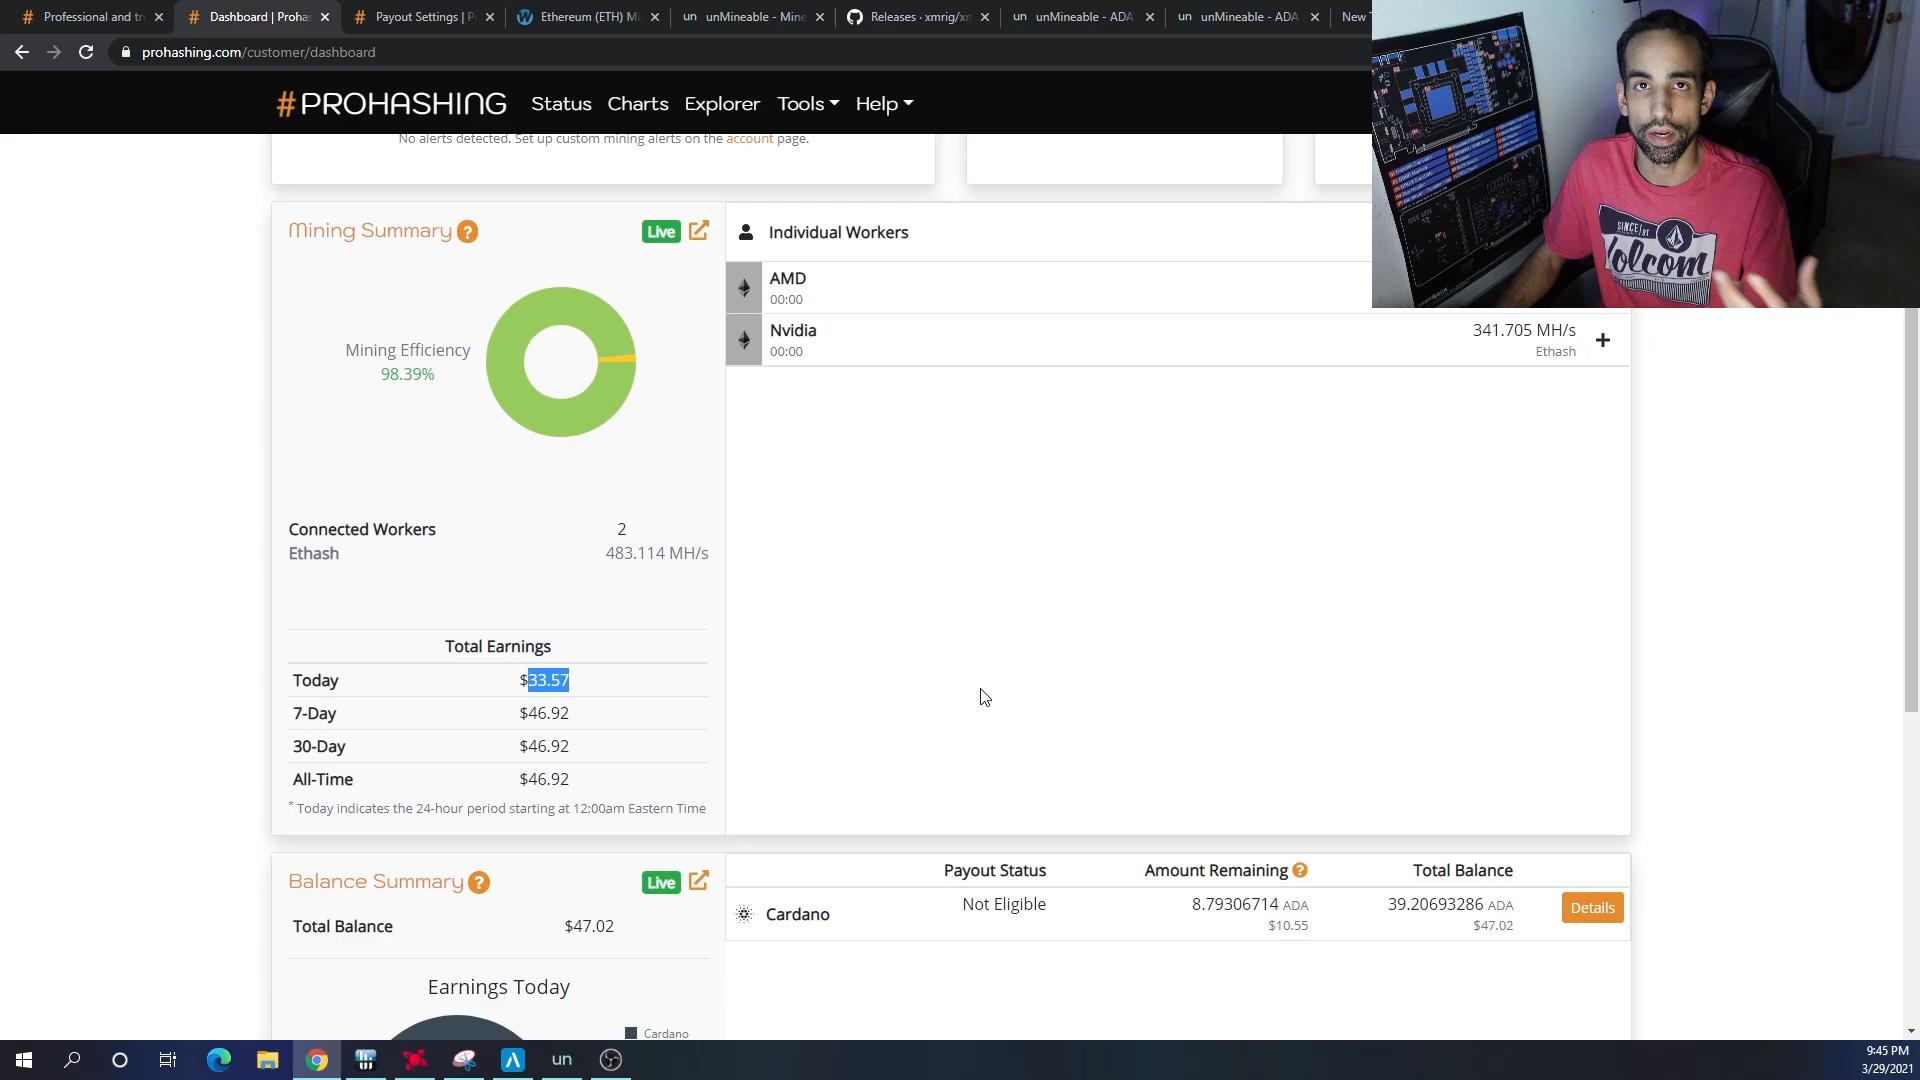 Professional and tr
Dashboard | Prohas
Payout Settings | P
Ethereum (ETH) Mi
unMineable - Mine
Releases · xmrig/xm
unMineable - ADA
unMineable - ADA
New T
prohashing.com/customer/dashboard
#PROHASHING
Status
Charts
Explorer
Tools
Help
No alerts detected. Set up custom mining alerts on the account page.
Mining Summary ?
Live
Mining Efficiency
98.39%
Connected Workers 2
Ethash 483.114 MH/s
Total Earnings
Today $33.57
7-Day $46.92
30-Day $46.92
All-Time $46.92
* Today indicates the 24-hour period starting at 12:00am Eastern Time
Individual Workers
AMD
00:00
Nvidia
00:00
341.705 MH/s
Ethash
SINCE/91
Volcom
Balance Summary ?
Live
Total Balance $47.02
Earnings Today
Cardano
Payout Status Amount Remaining ? Total Balance
Cardano Not Eligible 8.79306714 ADA 39.20693286 ADA Details
$10.55 $47.02
un
9:45 PM
3/29/2021